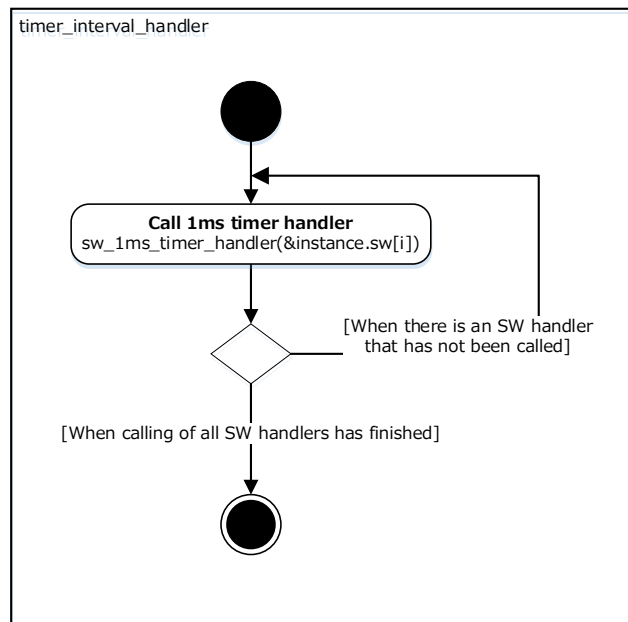 timer_interval_handler
Call 1ms timer handler
sw_1ms_timer_handler(&instance.sw[i])
[When there is an SW handler
that has not been called]
[When calling of all SW handlers has finished]